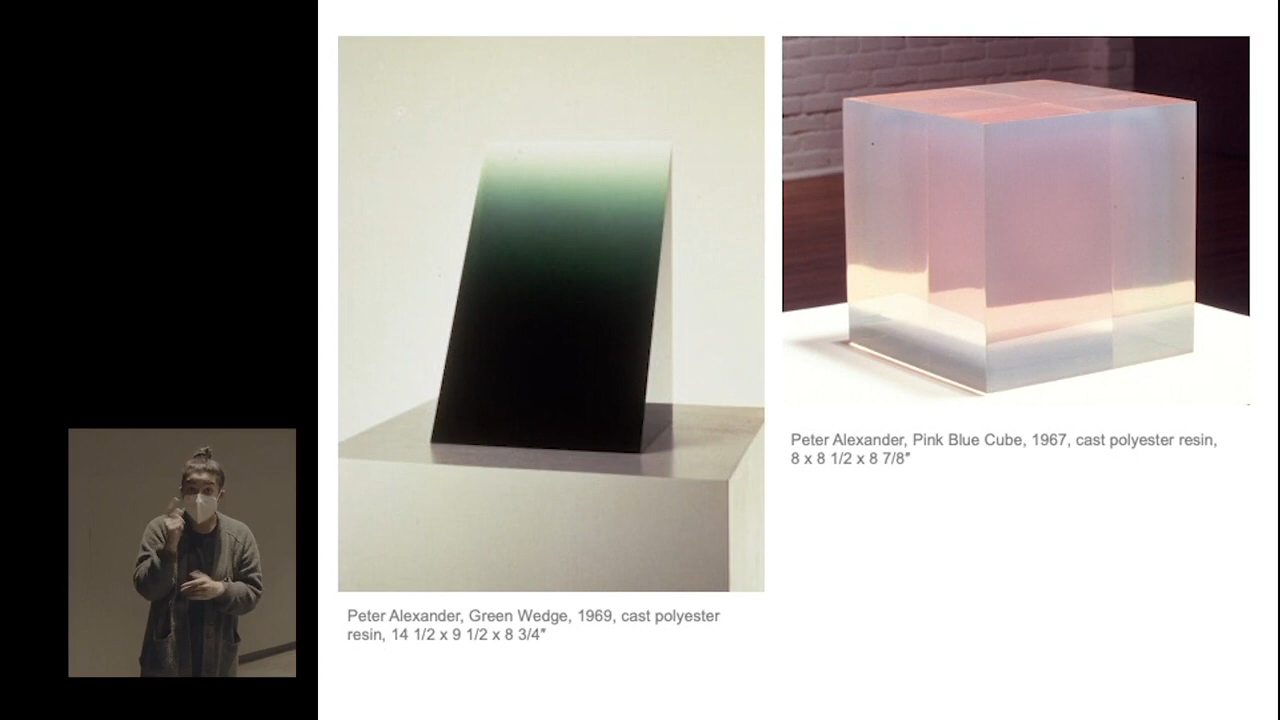 Peter Alexander, Green Wedge, 1969, cast polyester
resin, 14 1/2 x 9 1/2 x 8 3/4″
Peter Alexander, Pink Blue Cube, 1967, cast polyester resin,
8 x 8 1/2 x 8 7/8″